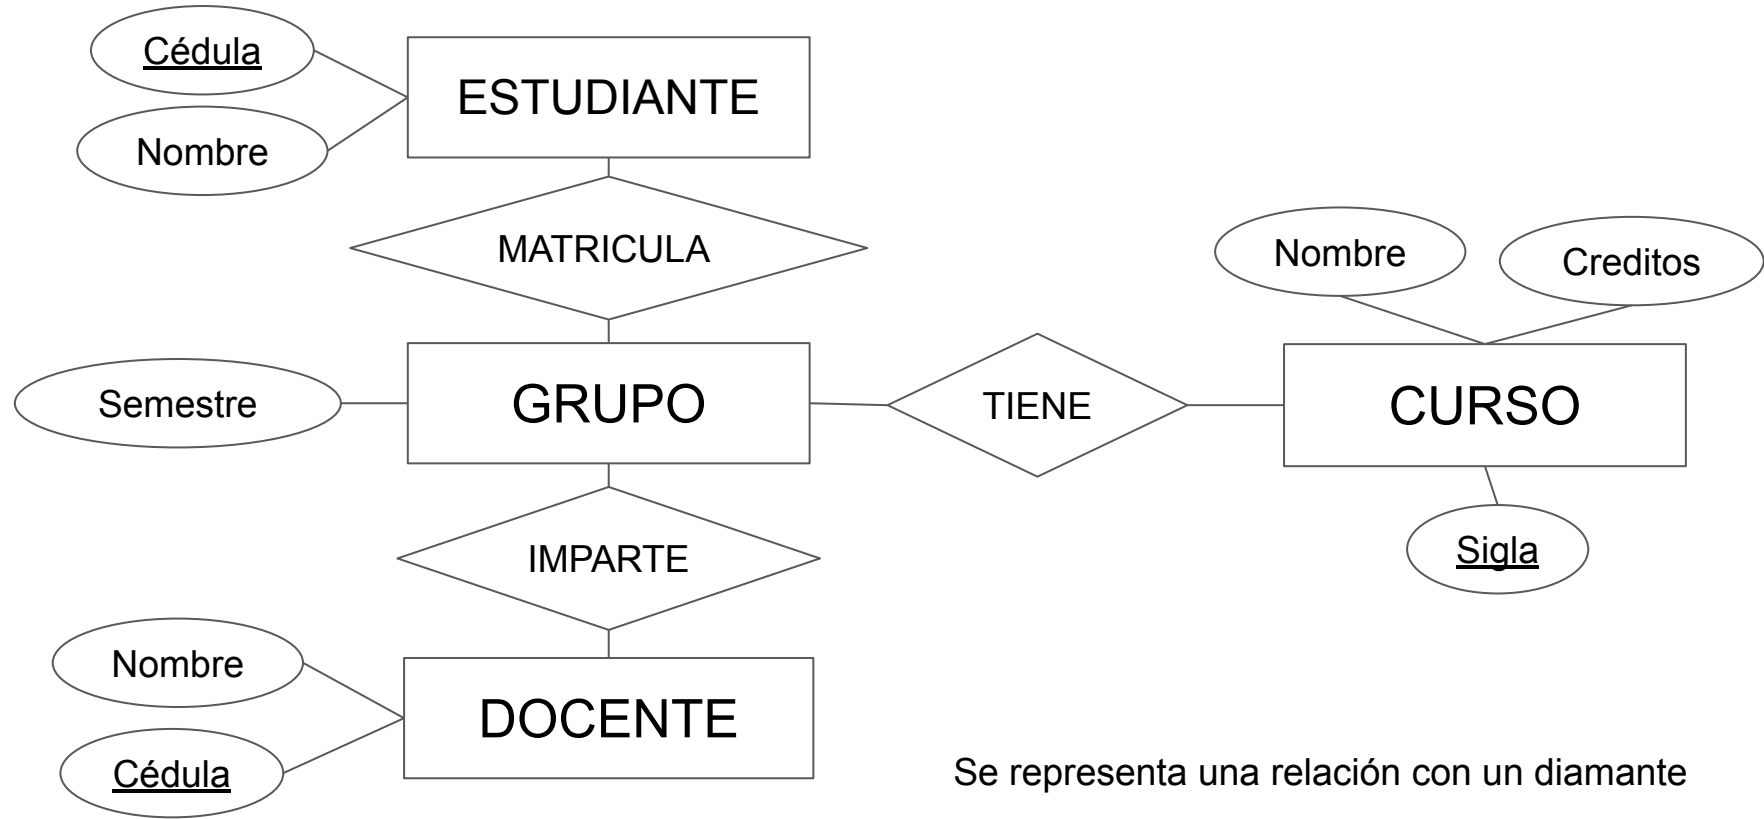 Cédula
ESTUDIANTE
Nombre
MATRICULA
Nombre
Creditos
Semestre
GRUPO
TIENE
CURSO
IMPARTE
Sigla
Nombre
DOCENTE
Cédula
Se representa una relación con un diamante